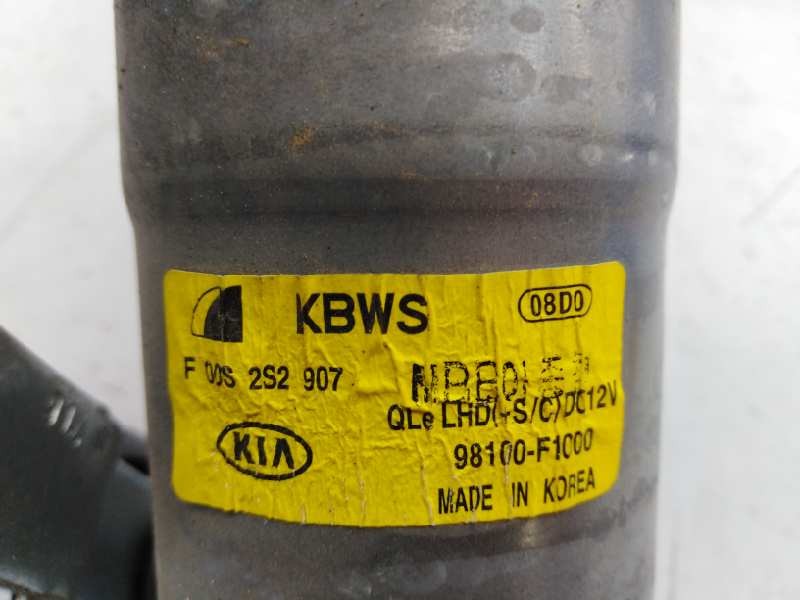 KBWS 08D0
F 00S 2S2 907
QLe LHD(-S/C)DC12V
KIA 98100-F1000
MADE IN KOREA